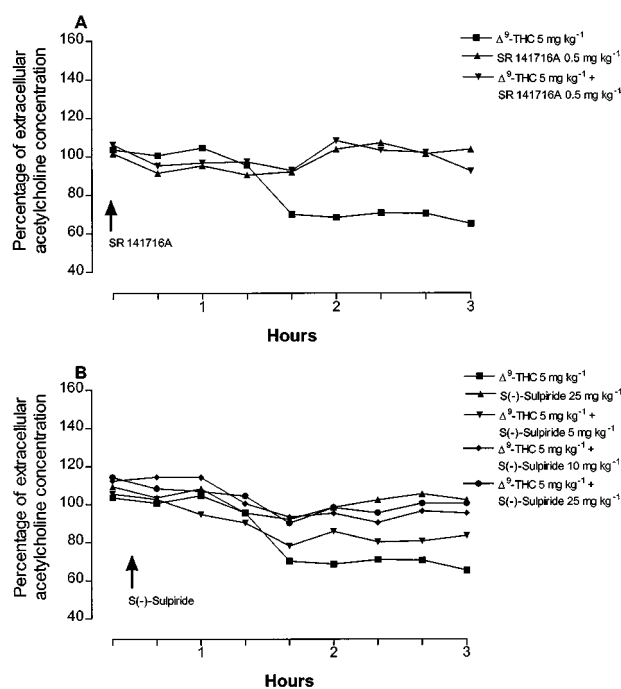 A
160
140
120
100
80
60
40
Percentage of extracellular
acetylcholine concentration
SR 141716A
1
2
3
Hours
Δ⁹-THC 5 mg kg⁻¹
SR 141716A 0.5 mg kg⁻¹
Δ⁹-THC 5 mg kg⁻¹ +
SR 141716A 0.5 mg kg⁻¹
B
160
140
120
100
80
60
40
Percentage of extracellular
acetylcholine concentration
S(-)-Sulpiride
1
2
3
Hours
Δ⁹-THC 5 mg kg⁻¹
S(-)-Sulpiride 25 mg kg⁻¹
Δ⁹-THC 5 mg kg⁻¹ +
S(-)-Sulpiride 5 mg kg⁻¹
Δ⁹-THC 5 mg kg⁻¹ +
S(-)-Sulpiride 10 mg kg⁻¹
Δ⁹-THC 5 mg kg⁻¹ +
S(-)-Sulpiride 25 mg kg⁻¹